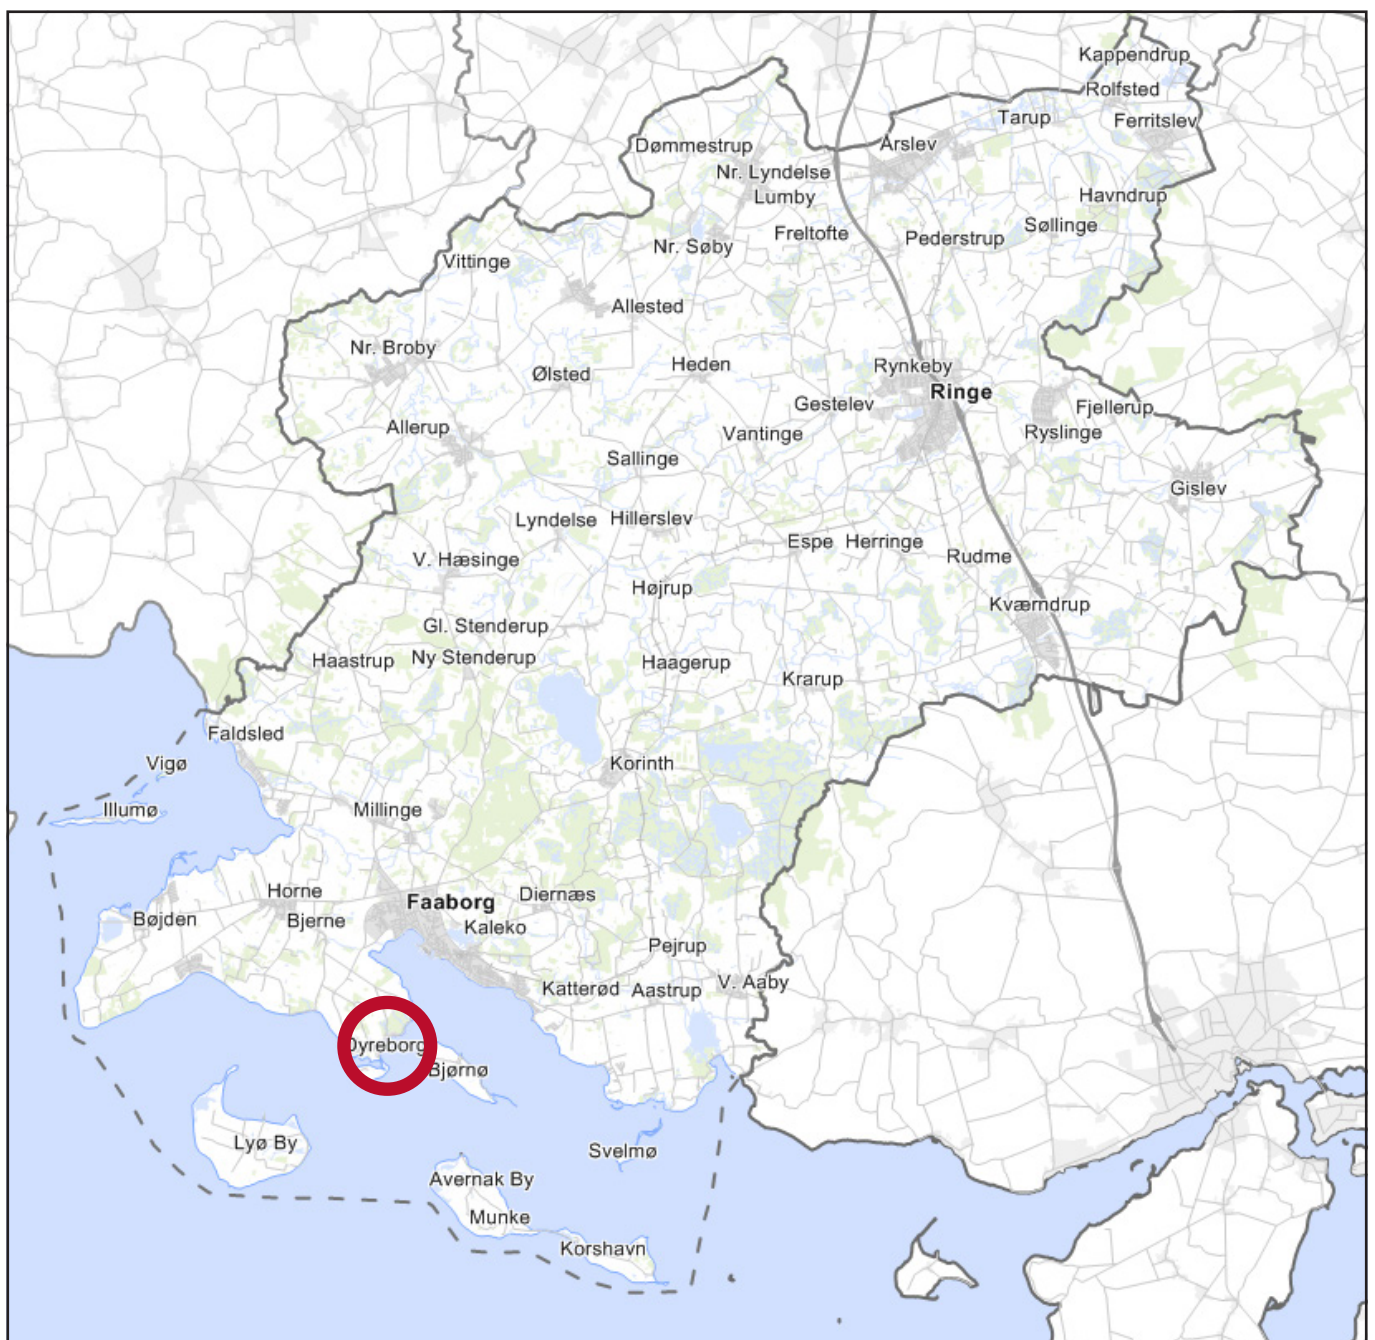 Kappendrup
Rolfsted
Tarup
Ferritslev
Dømmestrup
Årslev
Nr. Lyndelse
Lumby
Havndrup
Freltofte
Søllinge
Nr. Søby
Pederstrup
Vittinge
Allested
Nr. Broby
Ølsted
Heden
Rynkeby
Ringe
Gestelev
Fjellerup
Allerup
Vantinge
Ryslinge
Sallinge
Gislev
Lyndelse
Hillerslev
Espe
Herringe
Rudme
V. Hæsinge
Højrup
Kværndrup
Gl. Stenderup
Haastrup
Ny Stenderup
Haagerup
Krarup
Faldsled
Vigø
Korinth
Illumø
Millinge
Horne
Diernæs
Faaborg
Bøjden
Bjerne
Kaleko
Pejrup
Katterød
Aastrup
V. Aaby
Dyreborg
Bjørnø
Lyø By
Svelmø
Avernak By
Munke
Korshavn